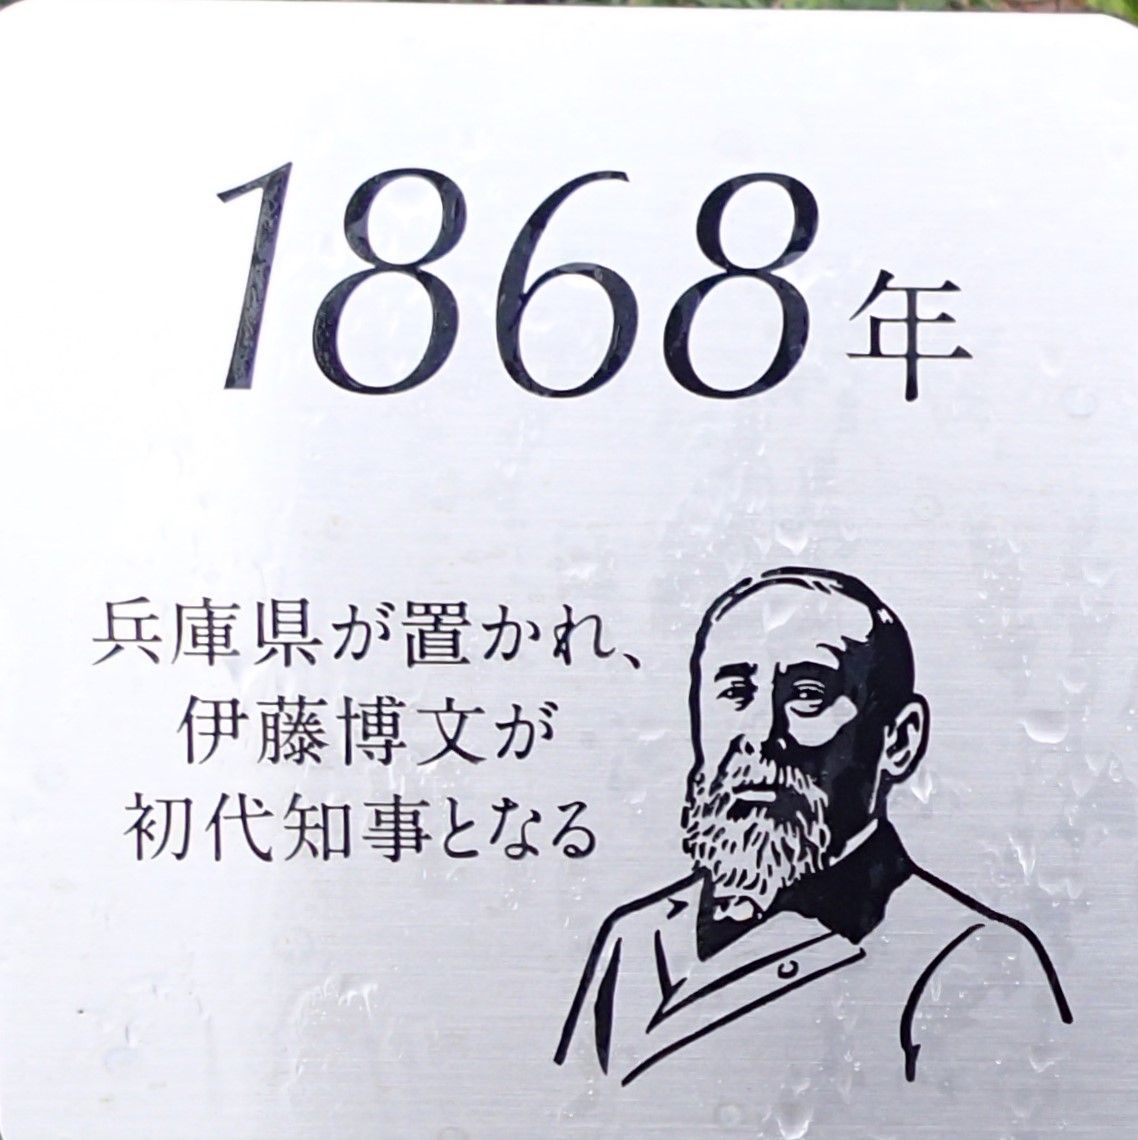 1868年
兵庫県が置かれ、
伊藤博文が
初代知事となる